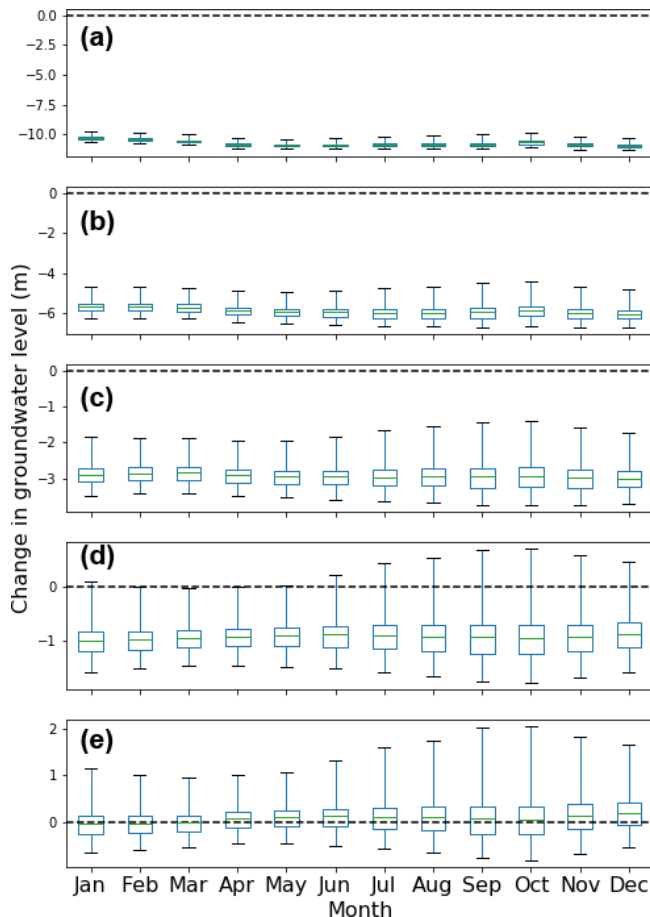 0.0
(a)
−2.5
−5.0
−7.5
−10.0
0
(b)
−2
−4
−6
0
(c)
−1
−2
−3
(d)
0
−1
2
(e)
1
0
Change in groundwater level (m)
Jan Feb Mar Apr May Jun Jul Aug Sep Oct Nov Dec
Month